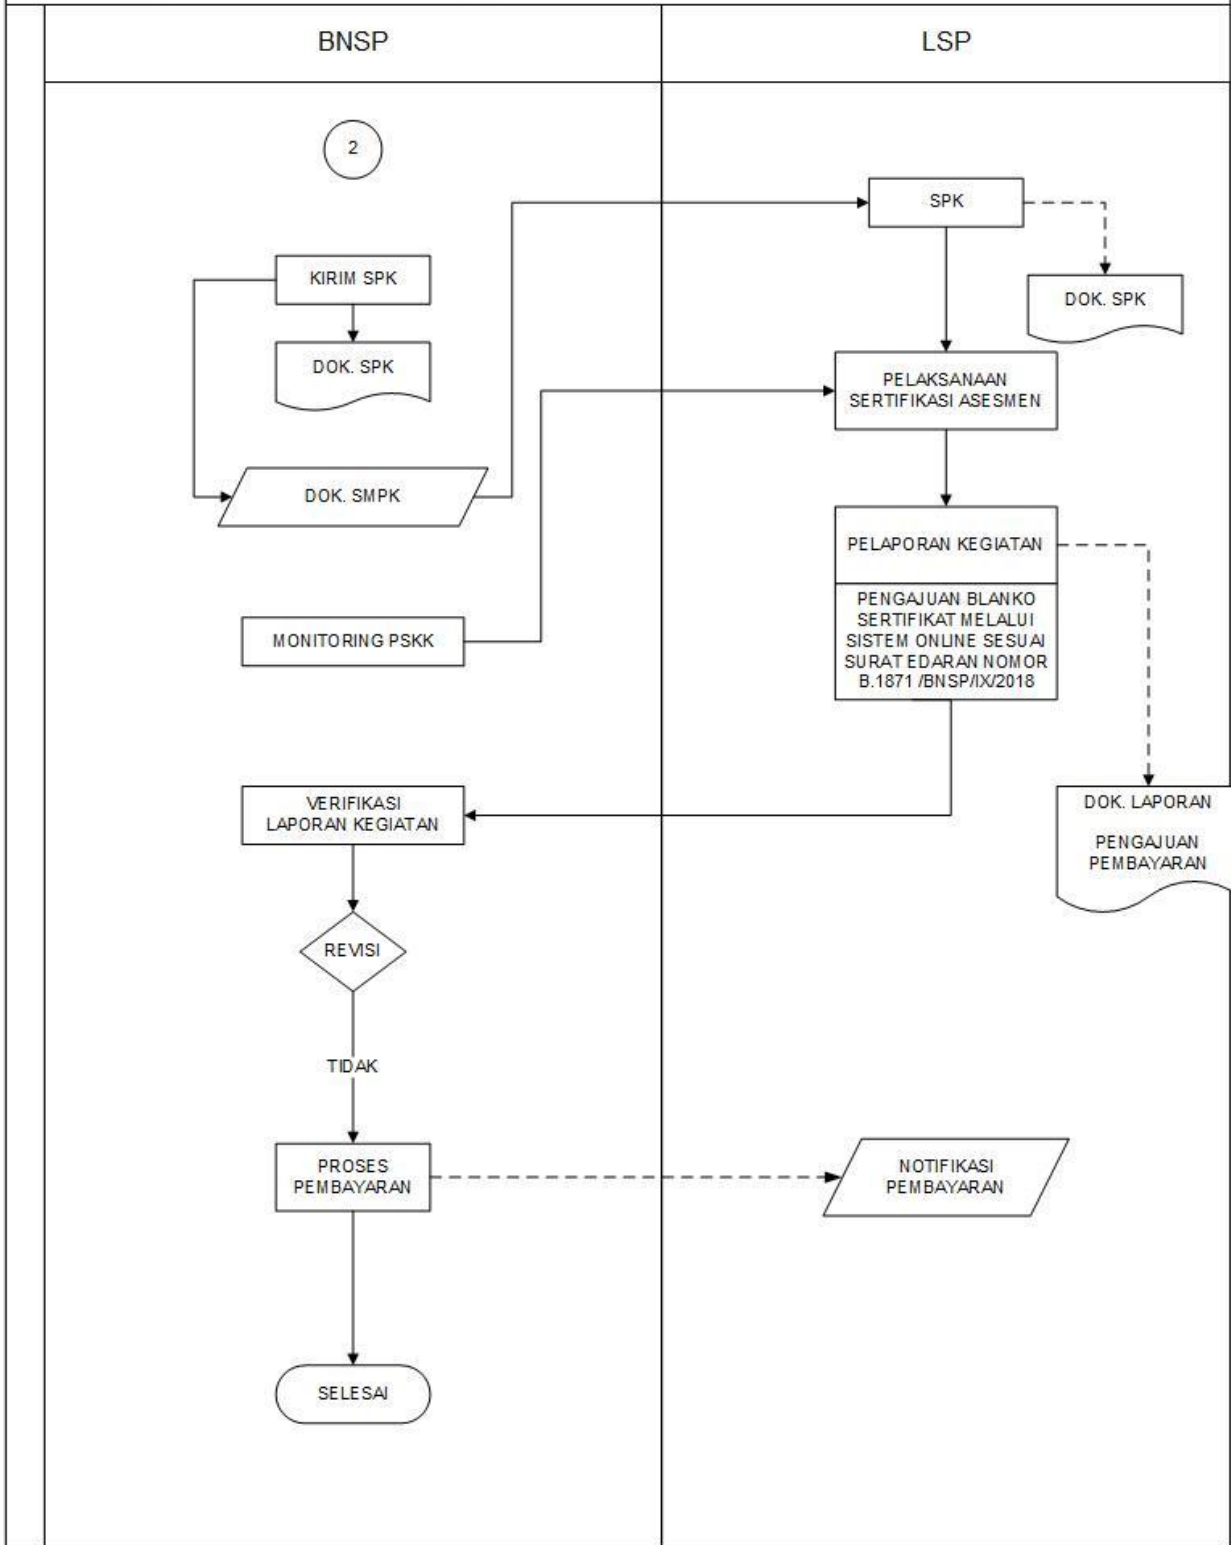 BNSP
LSP
2
SPK
KIRIM SPK
DOK. SPK
DOK. SPK
PELAKSANAAN
SERTIFIKASI ASESMEN
DOK. SMPK
PELAPORAN KEGIATAN
PENGAJUAN BLANKO
SERTIFIKAT MELALUI
SISTEM ONLINE SESUAI
SURAT EDARAN NOMOR
B.1871 /BNSP/IX/2018
MONITORING PSKK
VERIFIKASI
LAPORAN KEGIATAN
DOK. LAPORAN
PENGAJUAN
PEMBAYARAN
REVISI
TIDAK
PROSES
PEMBAYARAN
NOTIFIKASI
PEMBAYARAN
SELESAI